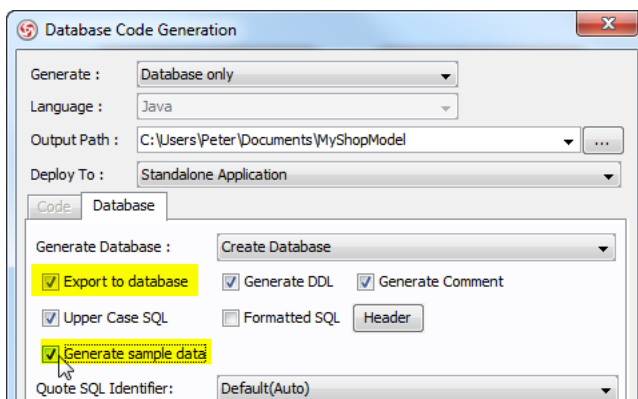 Database Code Generation
Generate : Database only
Language : Java
Output Path : C:\Users\Peter\Documents\MyShopModel ...
Deploy To : Standalone Application
Code Database
Generate Database : Create Database
Export to database Generate DDL Generate Comment
Upper Case SQL Formatted SQL Header
Generate sample data
Quote SQL Identifier: Default(Auto)